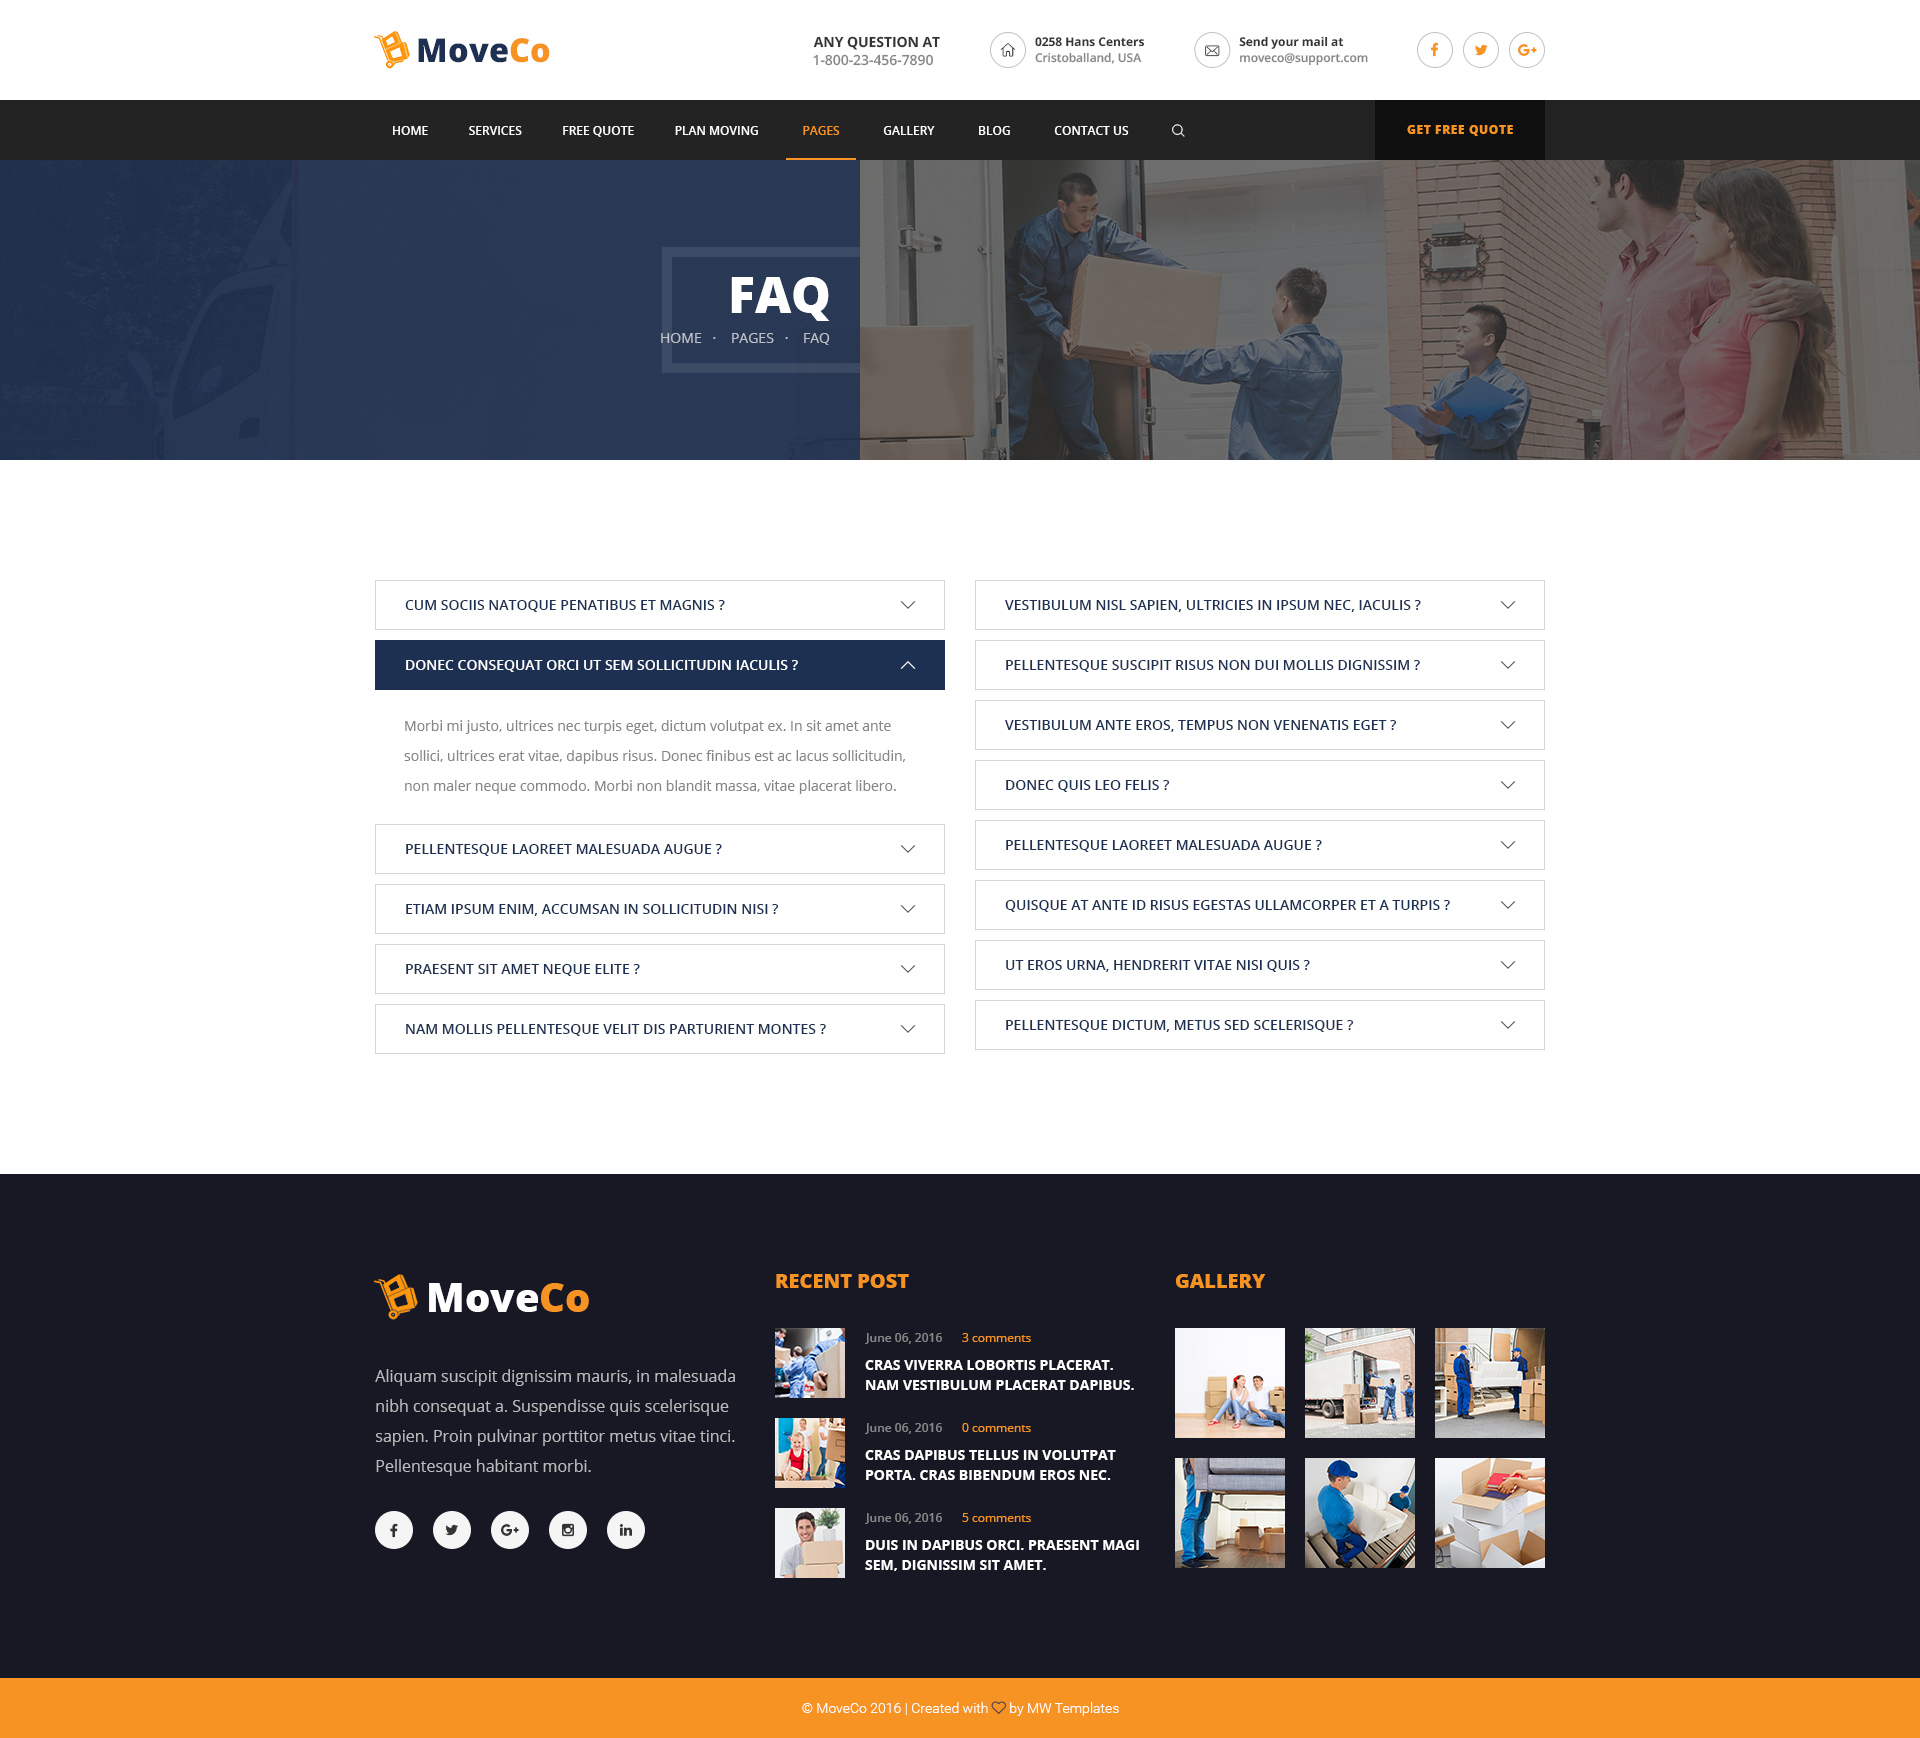 MoveCo
ANY QUESTION AT
1-800-23-456-7890
0258 Hans Centers
Cristoballand, USA
Send your mail at
moveco@support.com
HOME SERVICES FREE QUOTE PLAN MOVING PAGES GALLERY BLOG CONTACT US
GET FREE QUOTE
FAQ
HOME · PAGES · FAQ
CUM SOCIIS NATOQUE PENATIBUS ET MAGNIS ?
DONEC CONSEQUAT ORCI UT SEM SOLLICITUDIN IACULIS ?
Morbi mi justo, ultrices nec turpis eget, dictum volutpat ex. In sit amet ante
sollici, ultrices erat vitae, dapibus risus. Donec finibus est ac lacus sollicitudin,
non maler neque commodo. Morbi non blandit massa, vitae placerat libero.
PELLENTESQUE LAOREET MALESUADA AUGUE ?
ETIAM IPSUM ENIM, ACCUMSAN IN SOLLICITUDIN NISI ?
PRAESENT SIT AMET NEQUE ELITE ?
NAM MOLLIS PELLENTESQUE VELIT DIS PARTURIENT MONTES ?
VESTIBULUM NISL SAPIEN, ULTRICIES IN IPSUM NEC, IACULIS ?
PELLENTESQUE SUSCIPIT RISUS NON DUI MOLLIS DIGNISSIM ?
VESTIBULUM ANTE EROS, TEMPUS NON VENENATIS EGET ?
DONEC QUIS LEO FELIS ?
PELLENTESQUE LAOREET MALESUADA AUGUE ?
QUISQUE AT ANTE ID RISUS EGESTAS ULLAMCORPER ET A TURPIS ?
UT EROS URNA, HENDRERIT VITAE NISI QUIS ?
PELLENTESQUE DICTUM, METUS SED SCELERISQUE ?
MoveCo
Aliquam suscipit dignissim mauris, in malesuada
nibh consequat a. Suspendisse quis scelerisque
sapien. Proin pulvinar porttitor metus vitae tinci.
Pellentesque habitant morbi.
RECENT POST
June 06, 2016 3 comments
CRAS VIVERRA LOBORTIS PLACERAT.
NAM VESTIBULUM PLACERAT DAPIBUS.
June 06, 2016 0 comments
CRAS DAPIBUS TELLUS IN VOLUTPAT
PORTA. CRAS BIBENDUM EROS NEC.
June 06, 2016 5 comments
DUIS IN DAPIBUS ORCI. PRAESENT MAGI
SEM, DIGNISSIM SIT AMET.
GALLERY
© MoveCo 2016 | Created with ♡ by MW Templates